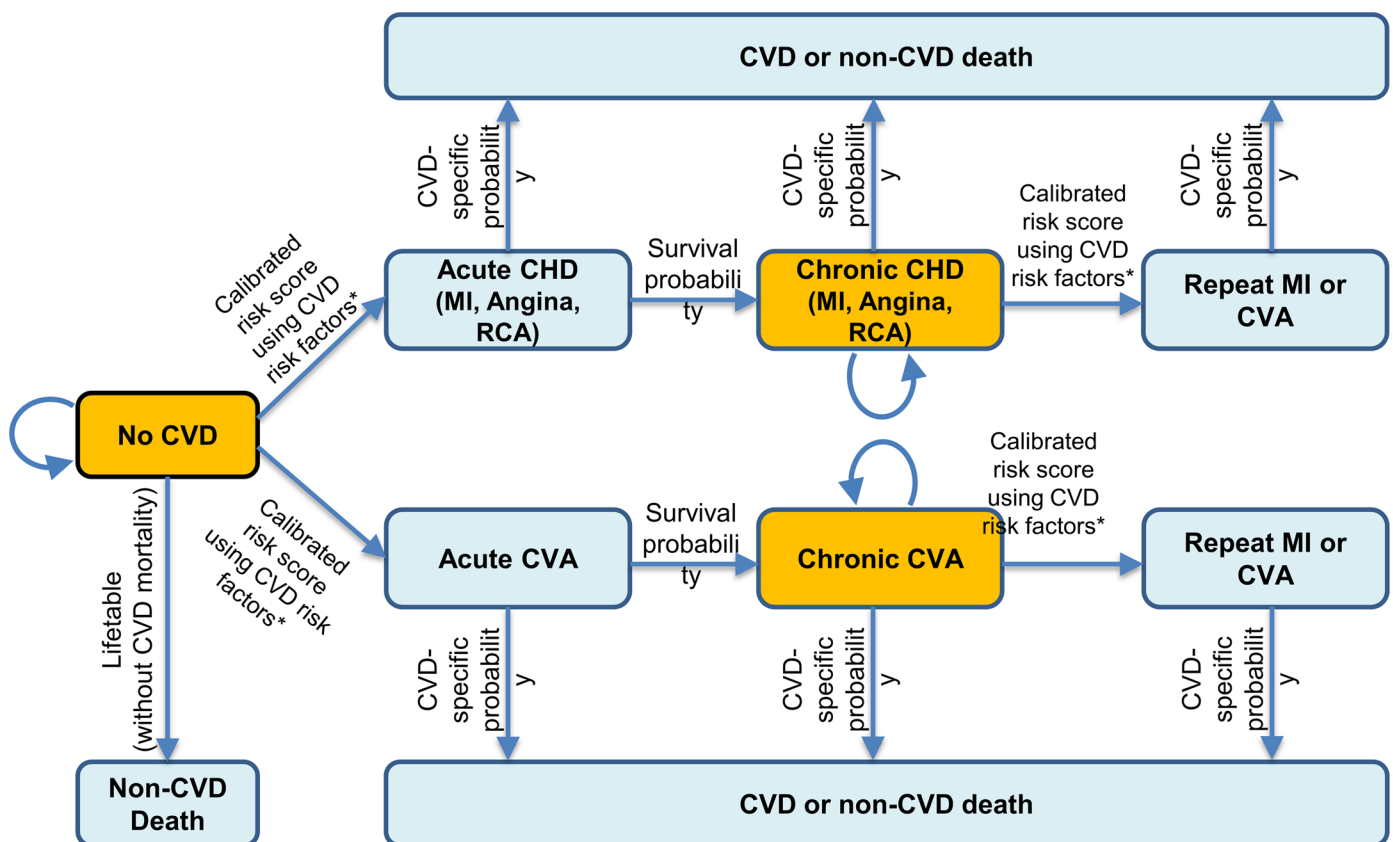 CVD or non-CVD death
CVD-
specific
probabilit
y
CVD-
specific
probabilit
y
CVD-
specific
probabilit
y
Calibrated
risk score
using CVD
risk factors*
Acute CHD
(MI, Angina,
RCA)
Survival
probabili
ty
Chronic CHD
(MI, Angina,
RCA)
Calibrated
risk score
using CVD
risk factors*
Repeat MI or
CVA
No CVD
Calibrated
risk score
using CVD risk
factors*
Acute CVA
Survival
probabili
ty
Chronic CVA
Calibrated
risk score
using CVD
risk factors*
Repeat MI or
CVA
Lifetable
(without CVD mortality)
CVD-
specific
probabilit
y
CVD-
specific
probabilit
y
CVD-
specific
probabilit
y
Non-CVD
Death
CVD or non-CVD death